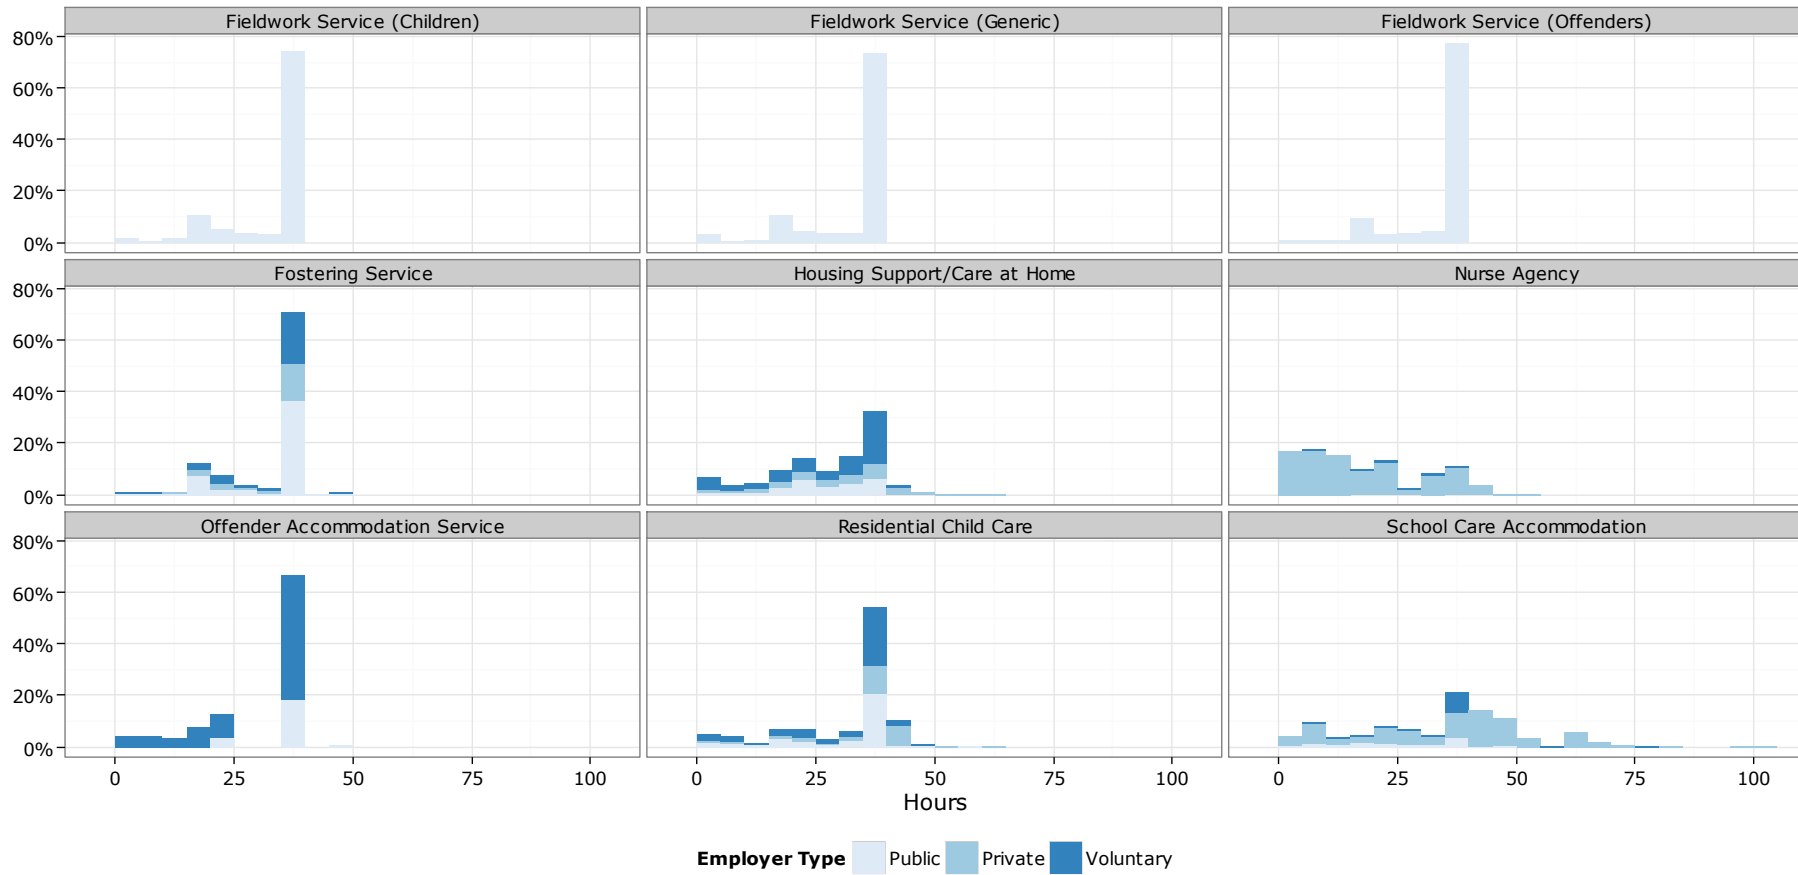 Fieldwork Service (Children) Fieldwork Service (Generic) Fieldwork Service (Offenders)
80%
60%
40%
20%
0%
Fostering Service Housing Support/Care at Home Nurse Agency
80%
60%
40%
20%
0%
Offender Accommodation Service Residential Child Care School Care Accommodation
80%
60%
40%
20%
0%
0 25 50 75 100 0 25 50 75 100 0 25 50 75 100
Hours
Employer Type Public Private Voluntary